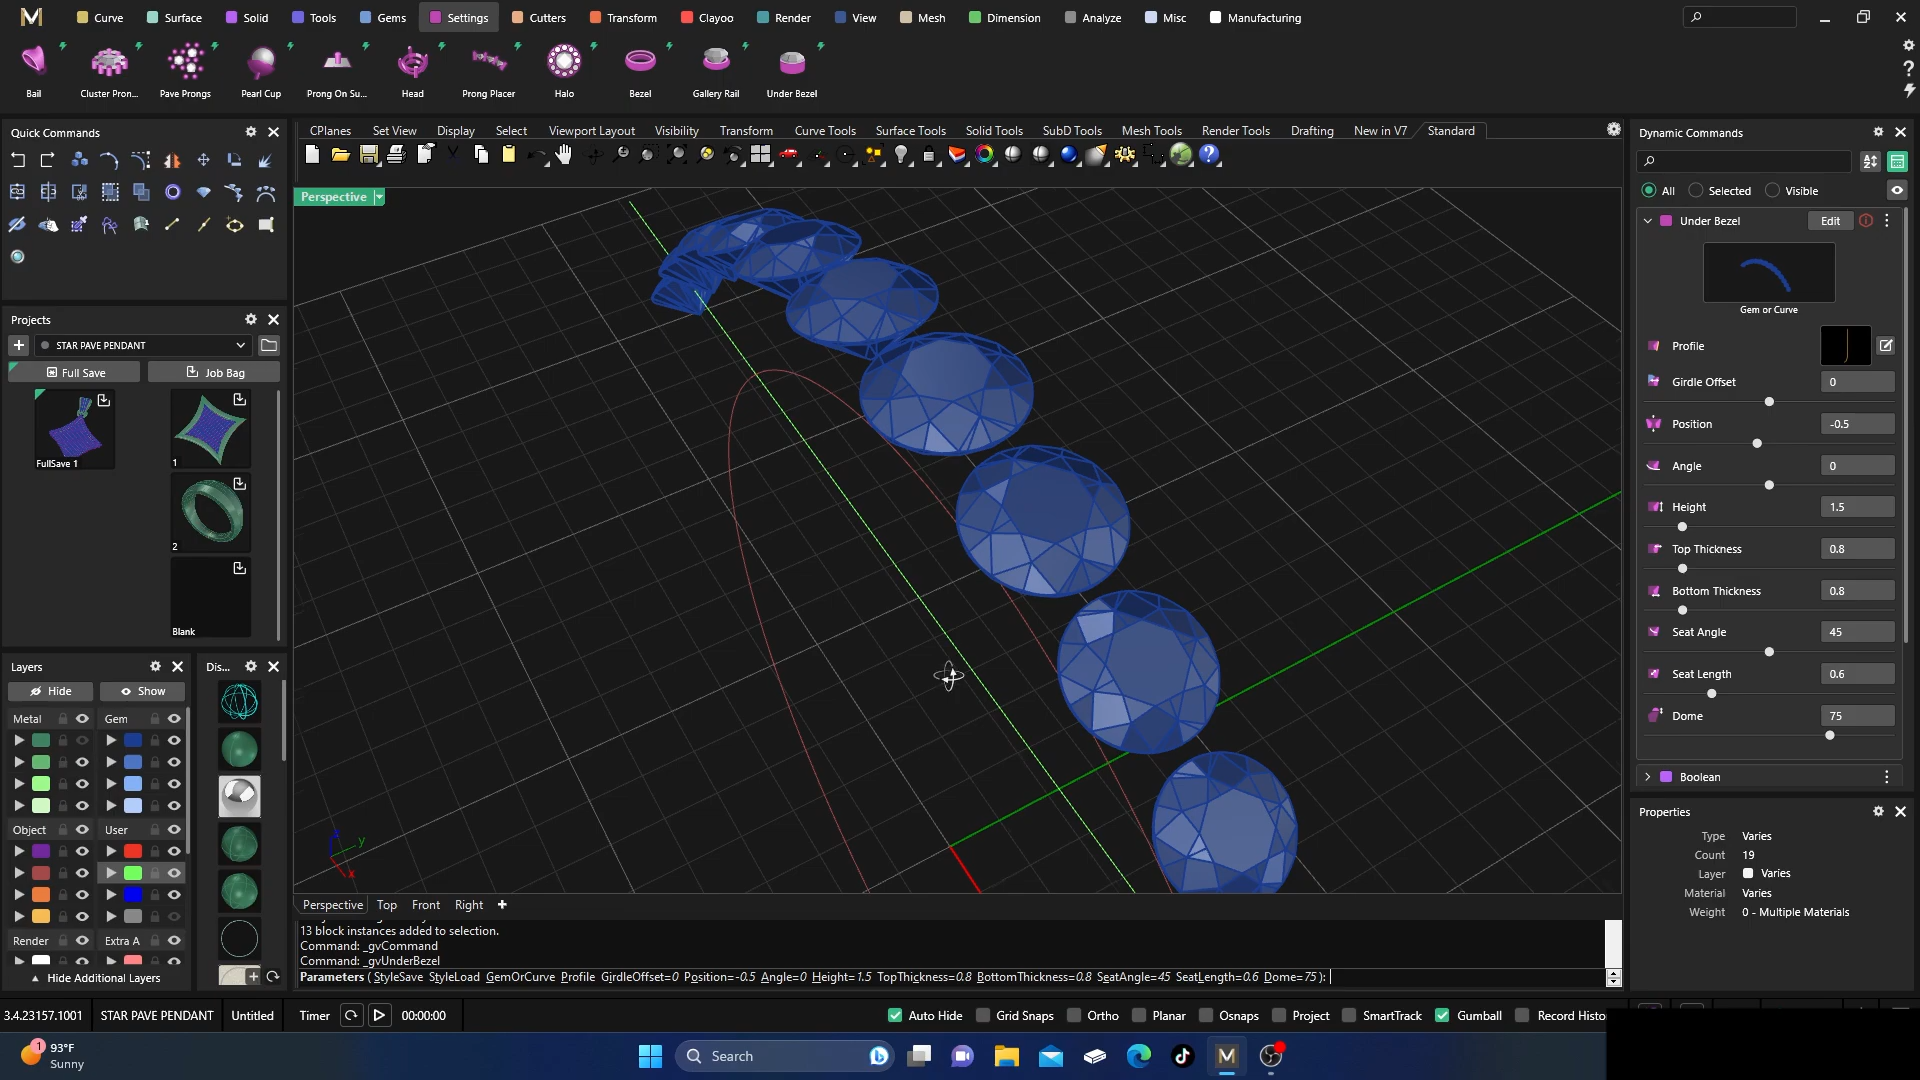 Curve Surface Solid Tools Gems Settings Cutters Transform Clayoo Render View Mesh Dimension Analyze Misc Manufacturing
Bail Cluster Pron... Pave Prongs Pearl Cup Prong On Su... Head Prong Placer Halo Bezel Gallery Rail Under Bezel
Quick Commands
CPlanes Set View Display Select Viewport Layout Visibility Transform Curve Tools Surface Tools Solid Tools SubD Tools Mesh Tools Render Tools Drafting New in V7 Standard
Perspective
Projects
STAR PAVE PENDANT
Full Save Job Bag
FullSave 1
1
2
Blank
Layers
Hide Show
Metal Gem
Object User
Render Extra A
Hide Additional Layers
Dis...
z
y
x
Perspective Top Front Right
13 block instances added to selection.
Command: _gvCommand
Command: _gvUnderBezel
Parameters ( StyleSave StyleLoad GemOrCurve Profile GirdleOffset=0 Position=-0.5 Angle=0 Height=1.5 TopThickness=0.8 BottomThickness=0.8 SeatAngle=45 SeatLength=0.6 Dome=75 ):
Dynamic Commands
All Selected Visible
Under Bezel Edit
Gem or Curve
Profile
Girdle Offset 0
Position -0.5
Angle 0
Height 1.5
Top Thickness 0.8
Bottom Thickness 0.8
Seat Angle 45
Seat Length 0.6
Dome 75
Boolean
Properties
Type Varies
Count 19
Layer Varies
Material Varies
Weight 0 - Multiple Materials
3.4.23157.1001 STAR PAVE PENDANT Untitled Timer 00:00:00 Auto Hide Grid Snaps Ortho Planar Osnaps Project SmartTrack Gumball Record Histo
1
93°F
Sunny
Search